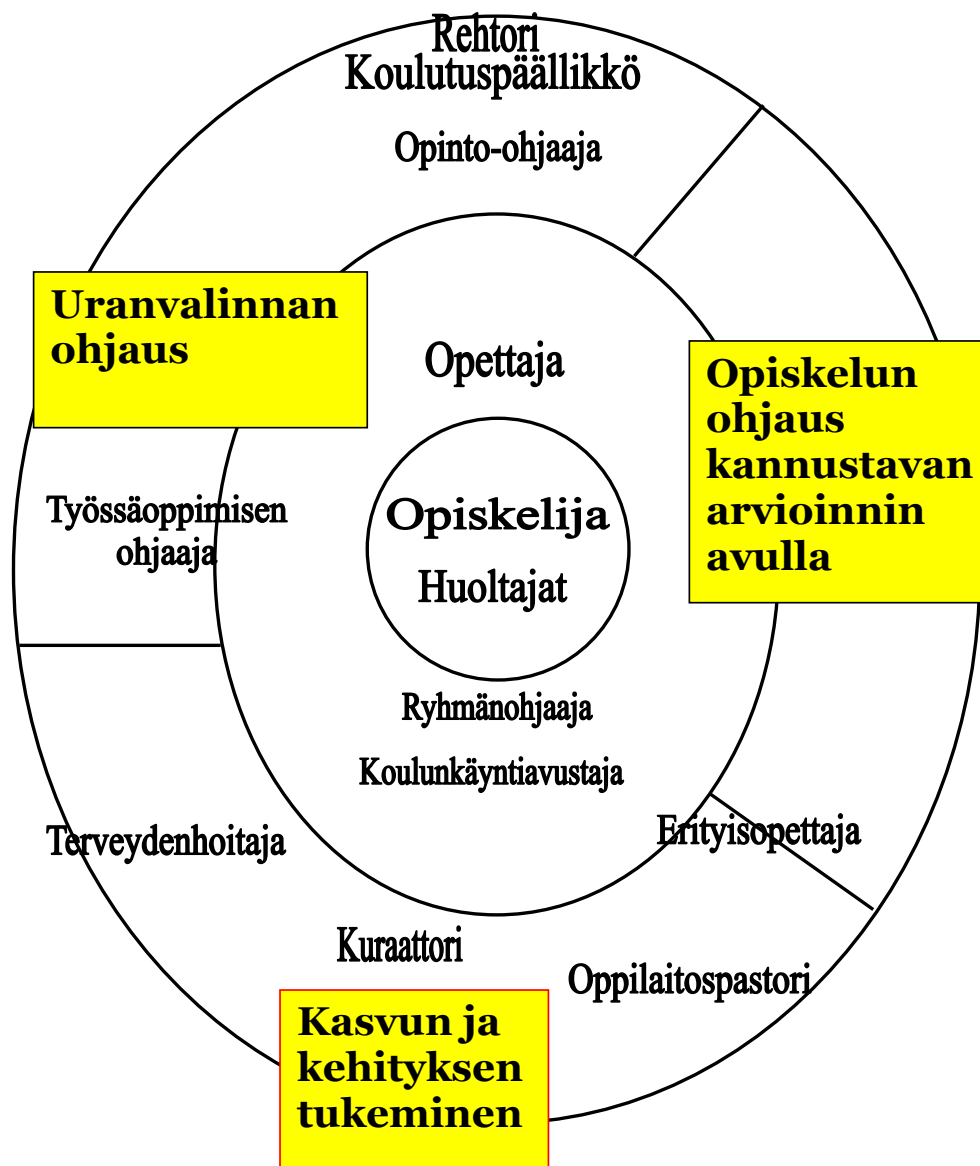 Rehtori
Koulutuspäällikkö
Opinto-ohjaaja
Uranvalinnan
ohjaus
Opettaja
Opiskelun
ohjaus
kannustavan
arvioinnin
avulla
Työssäoppimisen
ohjaaja
Opiskelija
Huoltajat
Ryhmänohjaaja
Koulunkäyntiavustaja
Terveydenhoitaja
Erityisopettaja
Kuraattori
Oppilaitospastori
Kasvun ja
kehityksen
tukeminen